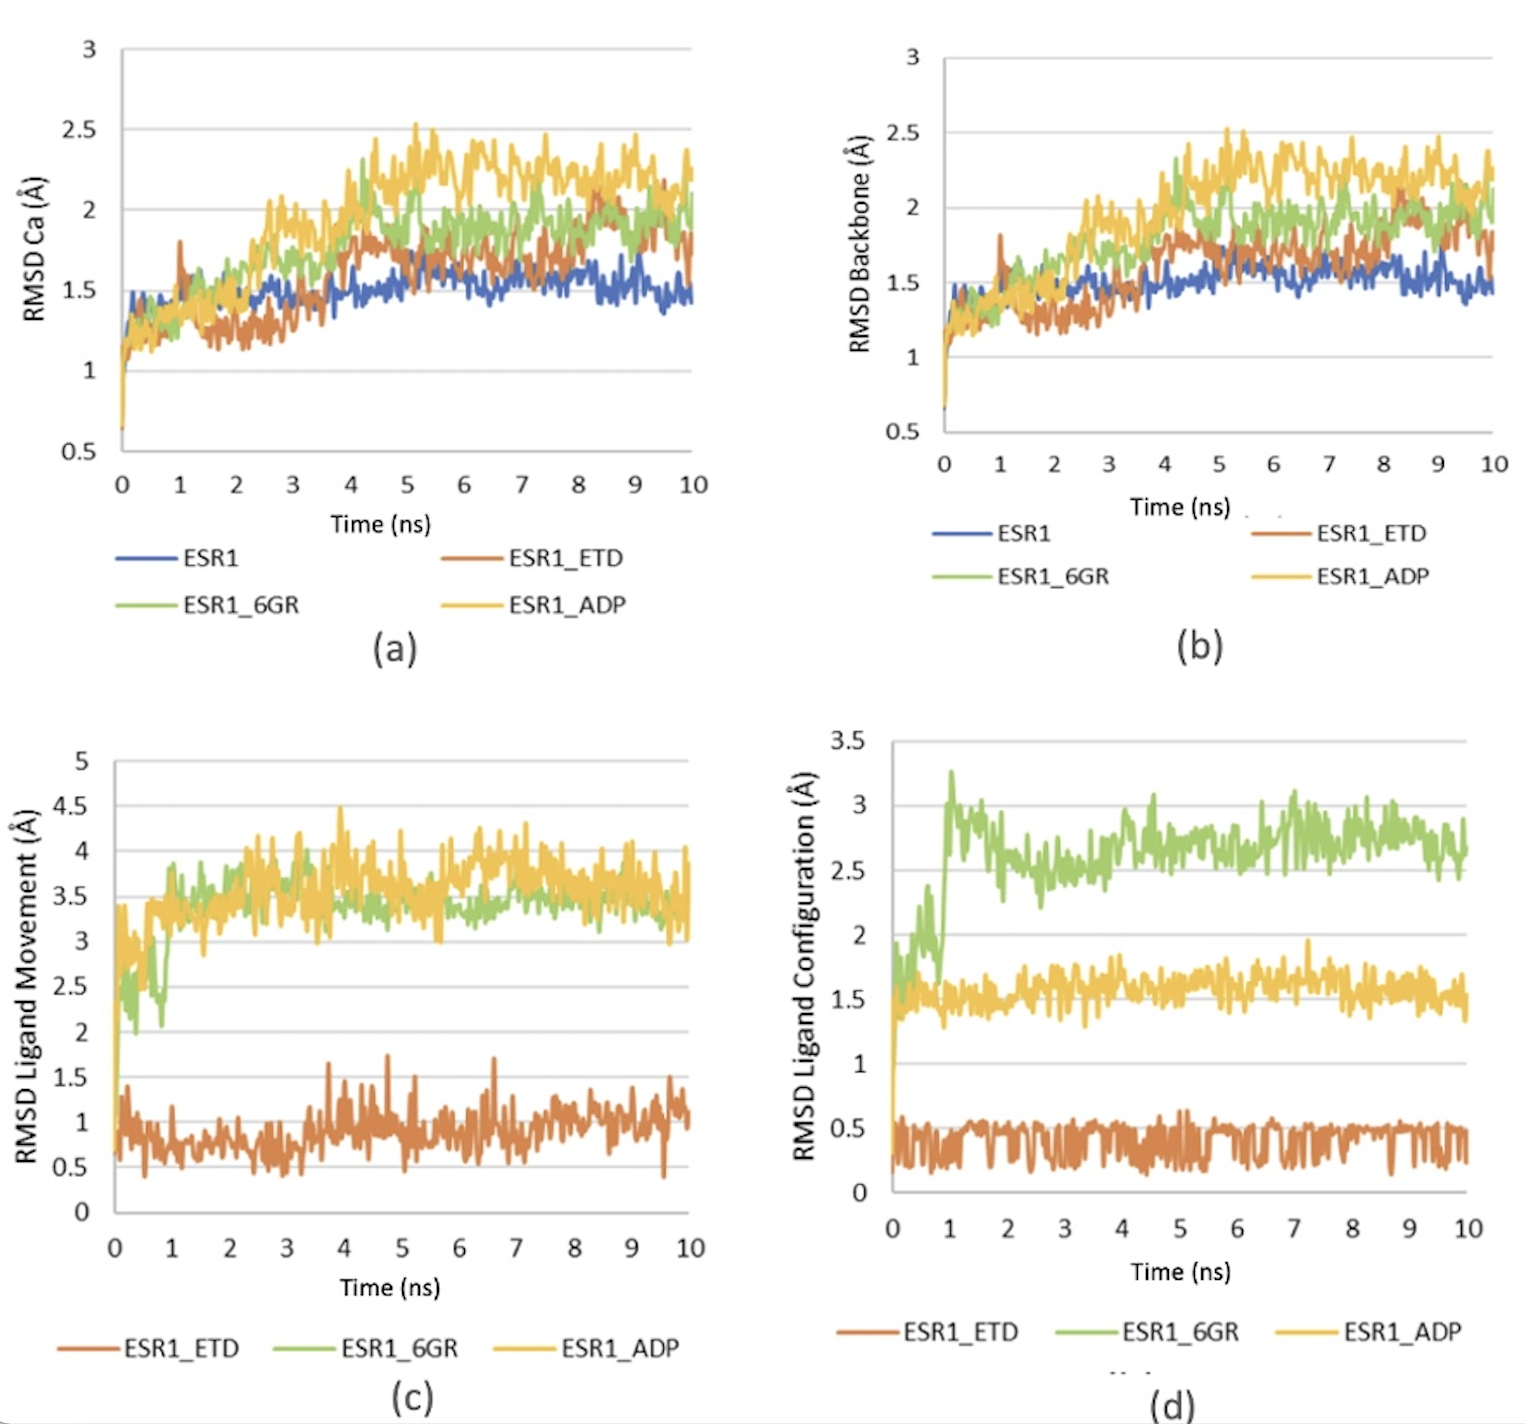 3
2.5
2
1.5
1
0.5
RMSD Ca (Å)
0 1 2 3 4 5 6 7 8 9 10
Time (ns)
ESR1 ESR1_ETD
ESR1_6GR ESR1_ADP
(a)
3
2.5
2
1.5
1
0.5
RMSD Backbone (Å)
0 1 2 3 4 5 6 7 8 9 10
Time (ns)
ESR1 ESR1_ETD
ESR1_6GR ESR1_ADP
(b)
5
4.5
4
3.5
3
2.5
2
1.5
1
0.5
0
RMSD Ligand Movement (Å)
0 1 2 3 4 5 6 7 8 9 10
Time (ns)
ESR1_ETD ESR1_6GR ESR1_ADP
(c)
3.5
3
2.5
2
1.5
1
0.5
0
RMSD Ligand Configuration (Å)
0 1 2 3 4 5 6 7 8 9 10
Time (ns)
ESR1_ETD ESR1_6GR ESR1_ADP
(d)